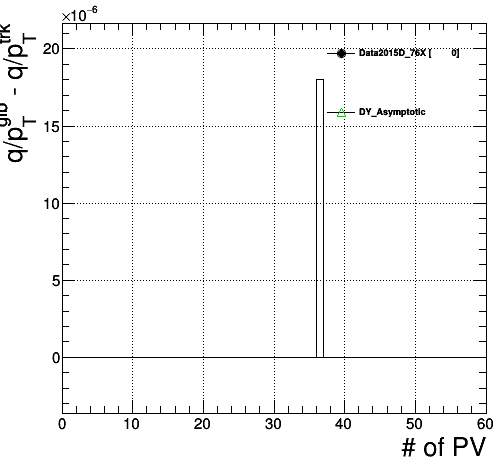 ×10⁻⁶
q/p_T^glb - q/p_T^trk
20
15
10
5
0
Data2015D_76X [ 0]
DY_Asymptotic
0 10 20 30 40 50 60
# of PV